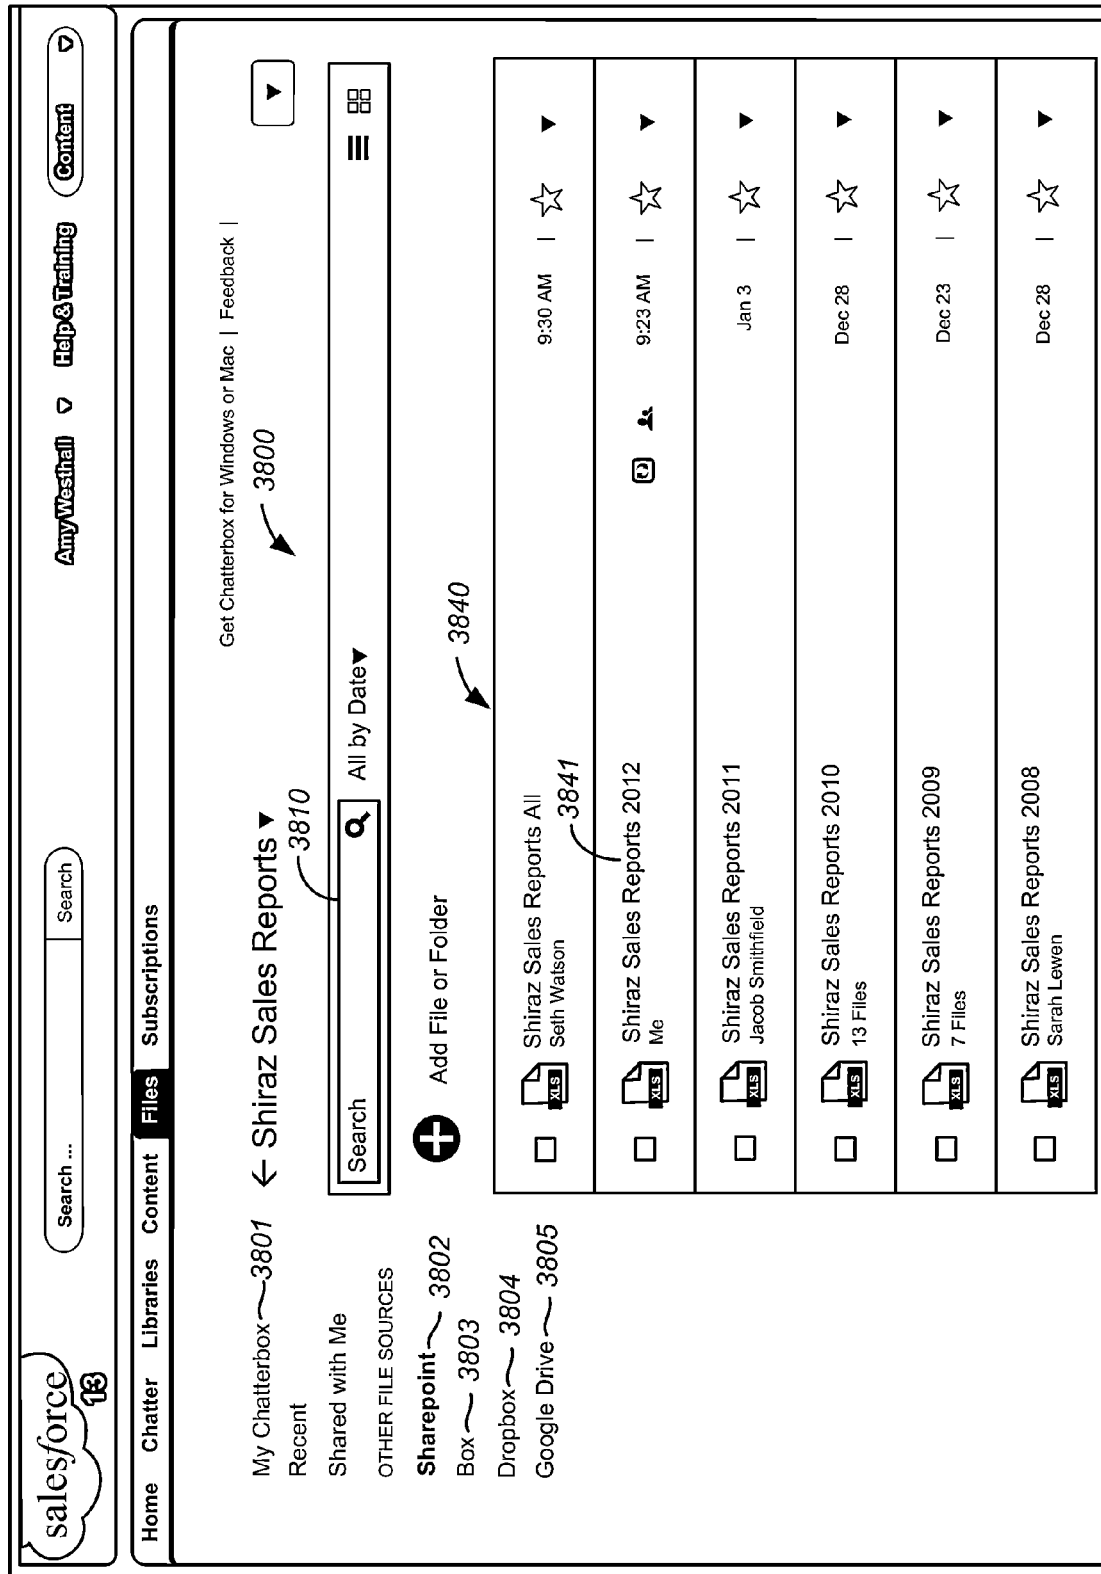 salesforce
13
Search ...
Search
Amy Westhall
Help & Training
Content
Home Chatter Libraries Content Files Subscriptions
Get Chatterbox for Windows or Mac | Feedback |
3800
My Chatterbox 3801
Recent
Shared with Me
OTHER FILE SOURCES
Sharepoint 3802
Box 3803
Dropbox 3804
Google Drive 3805
← Shiraz Sales Reports ▼
3810
Search
All by Date▼
Add File or Folder
3840
XLS
Shiraz Sales Reports All
Seth Watson
9:30 AM |
3841
XLS
Shiraz Sales Reports 2012
Me
9:23 AM |
XLS
Shiraz Sales Reports 2011
Jacob Smithfield
Jan 3 |
XLS
Shiraz Sales Reports 2010
13 Files
Dec 28 |
XLS
Shiraz Sales Reports 2009
7 Files
Dec 23 |
XLS
Shiraz Sales Reports 2008
Sarah Lewen
Dec 28 |